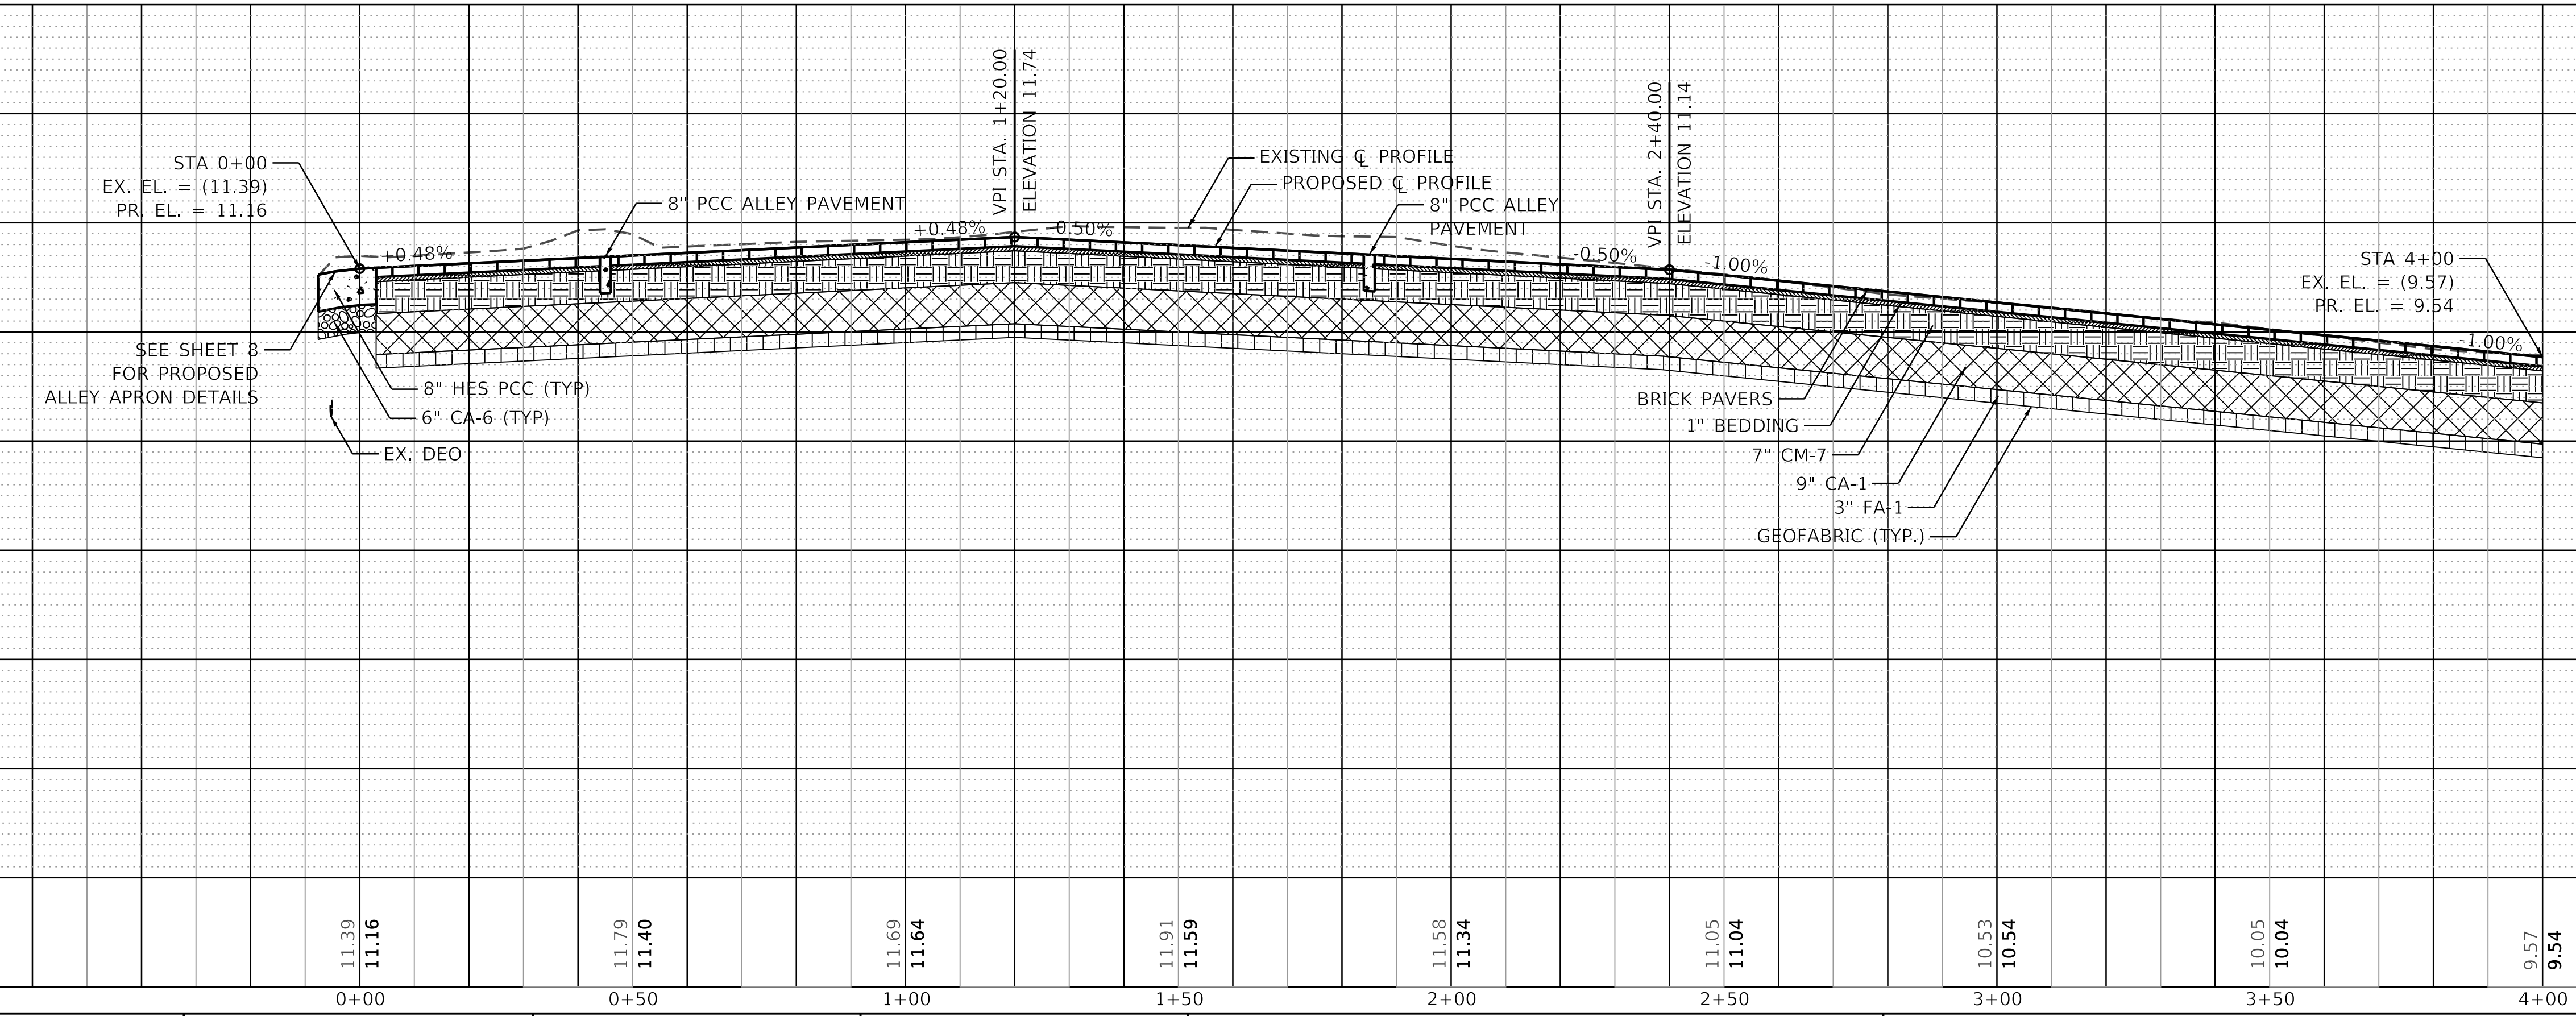 VPI STA. 1+20.00
ELEVATION 11.74
VPI STA. 2+40.00
ELEVATION 11.14
STA 0+00
EX. EL. = (11.39)
PR. EL. = 11.16
EXISTING ℄ PROFILE
PROPOSED ℄ PROFILE
8" PCC ALLEY PAVEMENT
8" PCC ALLEY
PAVEMENT
+0.48%
+0.48%
-0.50%
-0.50%
-1.00%
STA 4+00
EX. EL. = (9.57)
PR. EL. = 9.54
-1.00%
SEE SHEET 8
FOR PROPOSED
ALLEY APRON DETAILS
8" HES PCC (TYP)
6" CA-6 (TYP)
EX. DEO
BRICK PAVERS
1" BEDDING
7" CM-7
9" CA-1
3" FA-1
GEOFABRIC (TYP.)
11.39
11.16
11.79
11.40
11.69
11.64
11.91
11.59
11.58
11.34
11.05
11.04
10.53
10.54
10.05
10.04
9.57
9.54
0+00 0+50 1+00 1+50 2+00 2+50 3+00 3+50 4+00